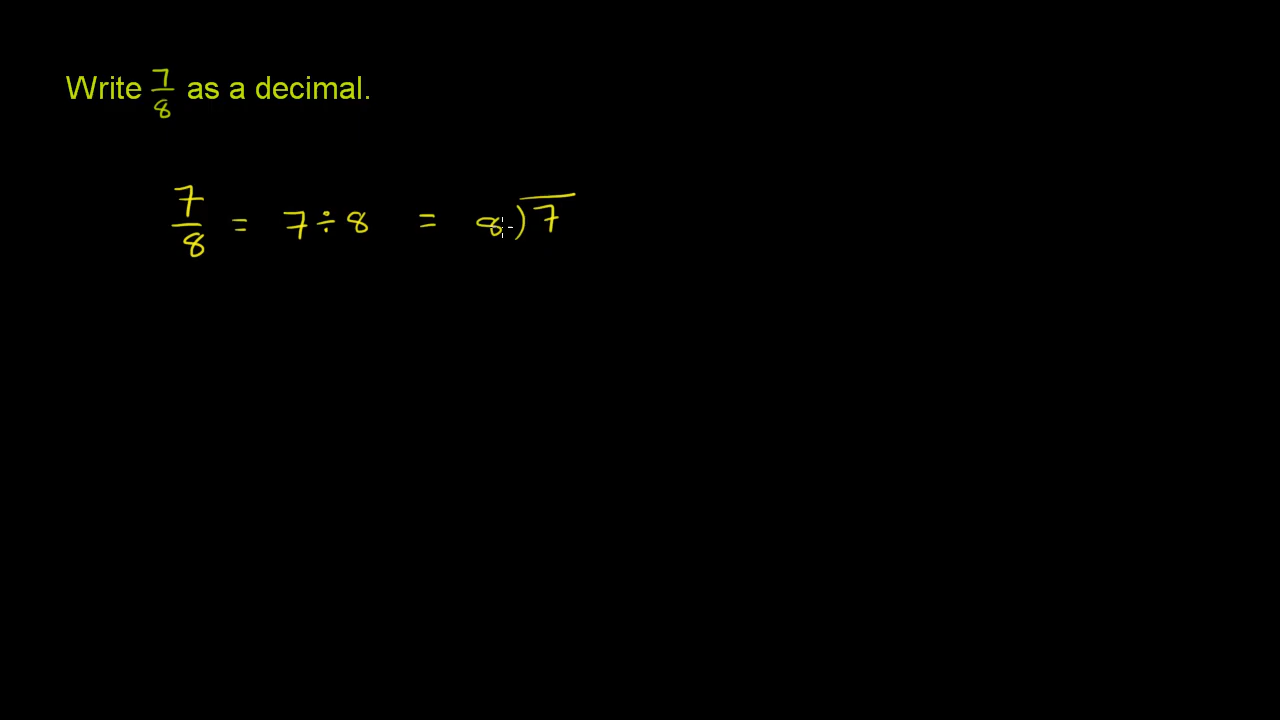 Write 7/8 as a decimal.
7/8 = 7 ÷ 8 = 8)7